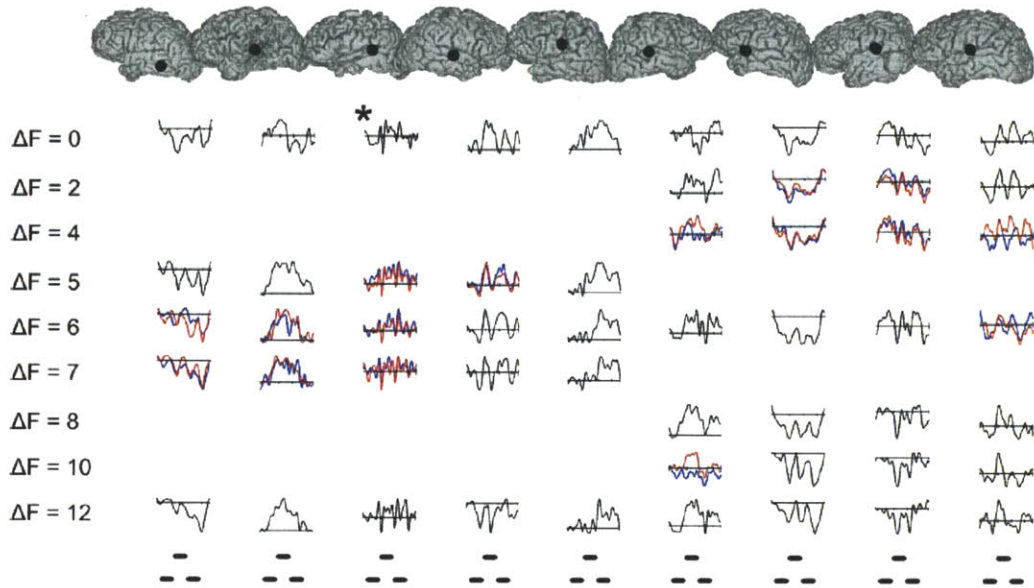 *
ΔF = 0
ΔF = 2
ΔF = 4
ΔF = 5
ΔF = 6
ΔF = 7
ΔF = 8
ΔF = 10
ΔF = 12